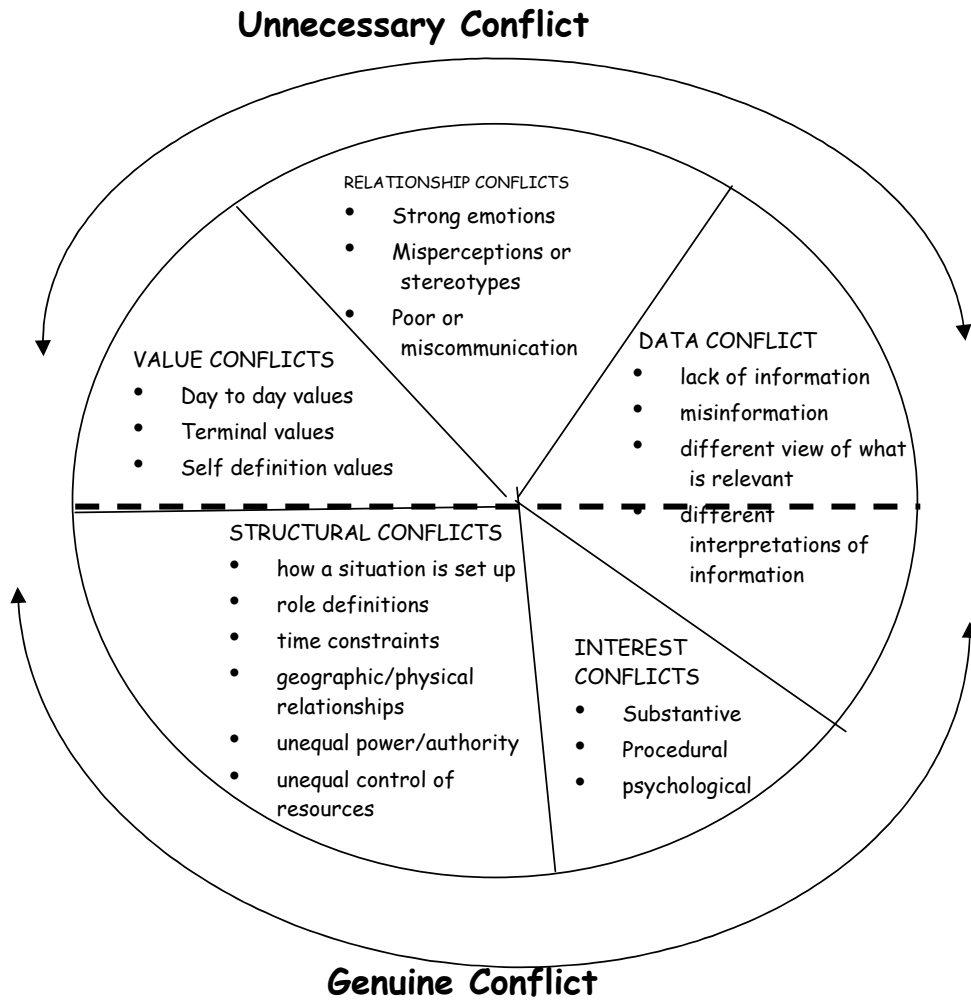 Unnecessary Conflict
RELATIONSHIP CONFLICTS
• Strong emotions
• Misperceptions or
stereotypes
• Poor or
miscommunication
VALUE CONFLICTS
• Day to day values
• Terminal values
• Self definition values
DATA CONFLICT
• lack of information
• misinformation
• different view of what
is relevant
• different
interpretations of
information
STRUCTURAL CONFLICTS
• how a situation is set up
• role definitions
• time constraints
• geographic/physical
relationships
• unequal power/authority
• unequal control of
resources
INTEREST
CONFLICTS
• Substantive
• Procedural
• psychological
Genuine Conflict